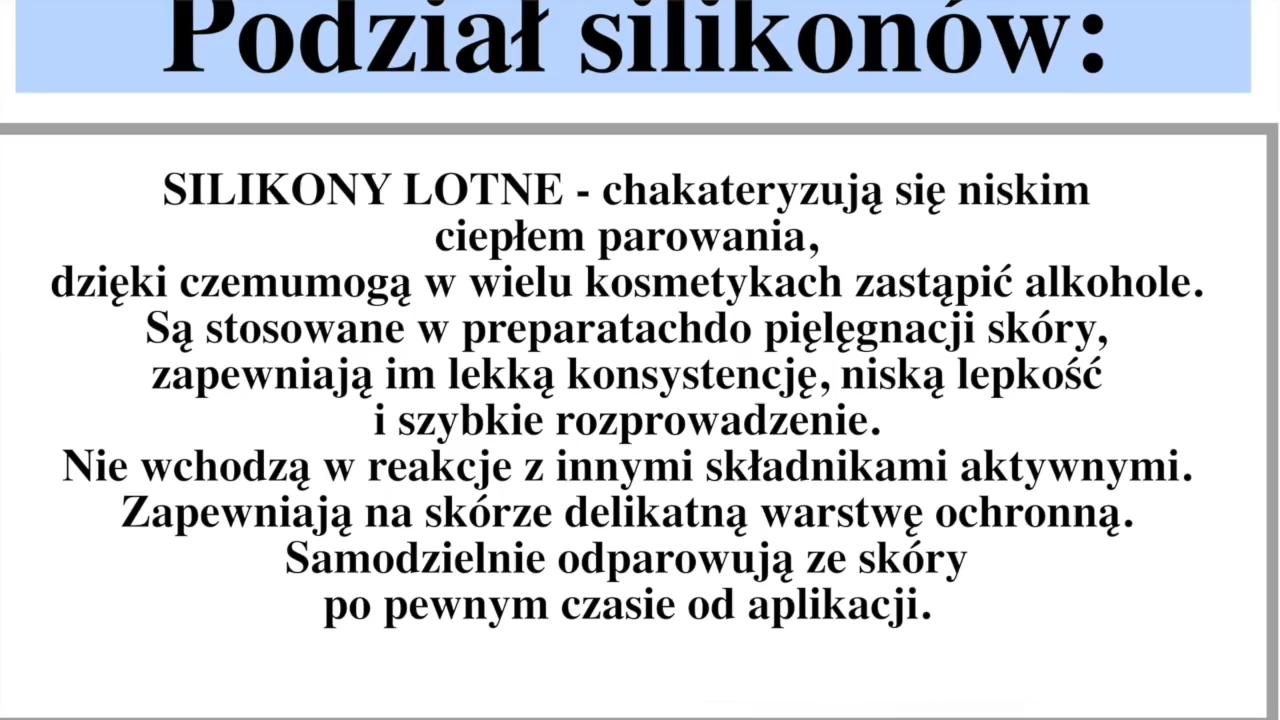 Podział silikonów:
SILIKONY LOTNE - chakateryzują się niskim
ciepłem parowania,
dzięki czemumogą w wielu kosmetykach zastąpić alkohole.
Są stosowane w preparatachdo pięlęgnacji skóry,
zapewniają im lekką konsystencję, niską lepkość
i szybkie rozprowadzenie.
Nie wchodzą w reakcje z innymi składnikami aktywnymi.
Zapewniają na skórze delikatną warstwę ochronną.
Samodzielnie odparowują ze skóry
po pewnym czasie od aplikacji.